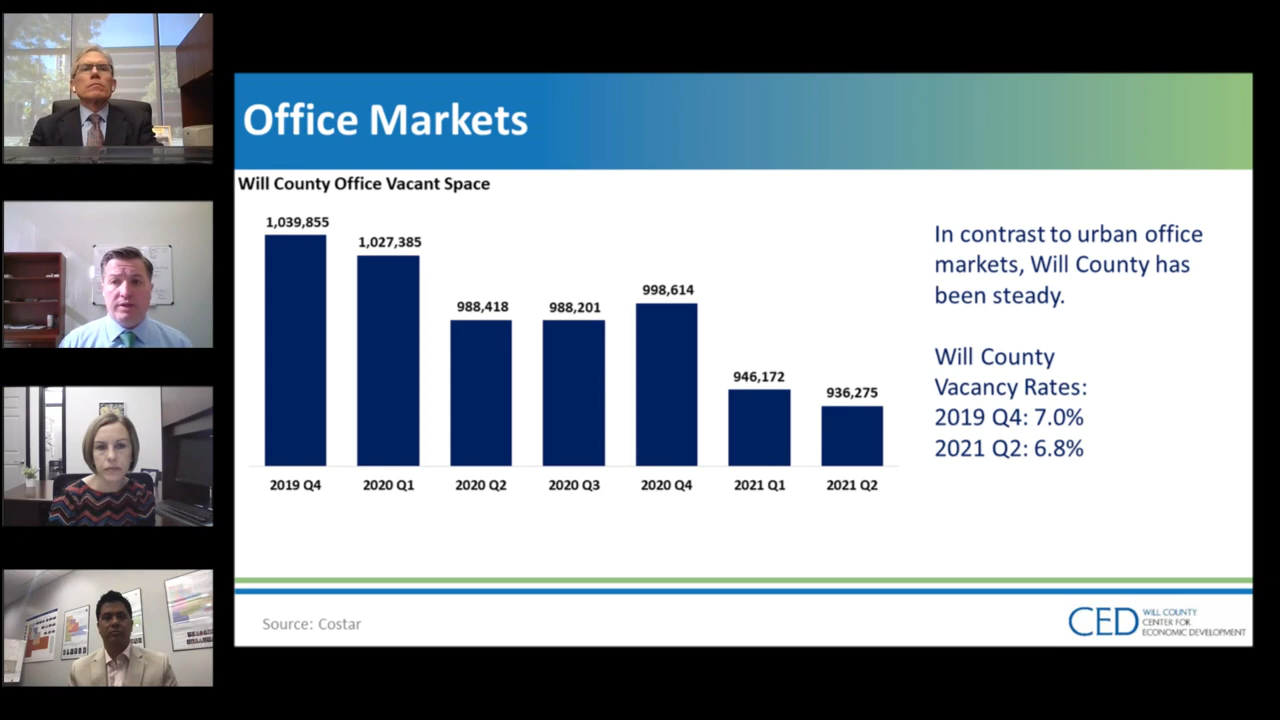 Office Markets
Will County Office Vacant Space
1,039,855
1,027,385
988,418
988,201
998,614
946,172
936,275
2019 Q4
2020 Q1
2020 Q2
2020 Q3
2020 Q4
2021 Q1
2021 Q2
In contrast to urban office
markets, Will County has
been steady.
Will County
Vacancy Rates:
2019 Q4: 7.0%
2021 Q2: 6.8%
Source: Costar
CED
WILL COUNTY
CENTER FOR
ECONOMIC DEVELOPMENT